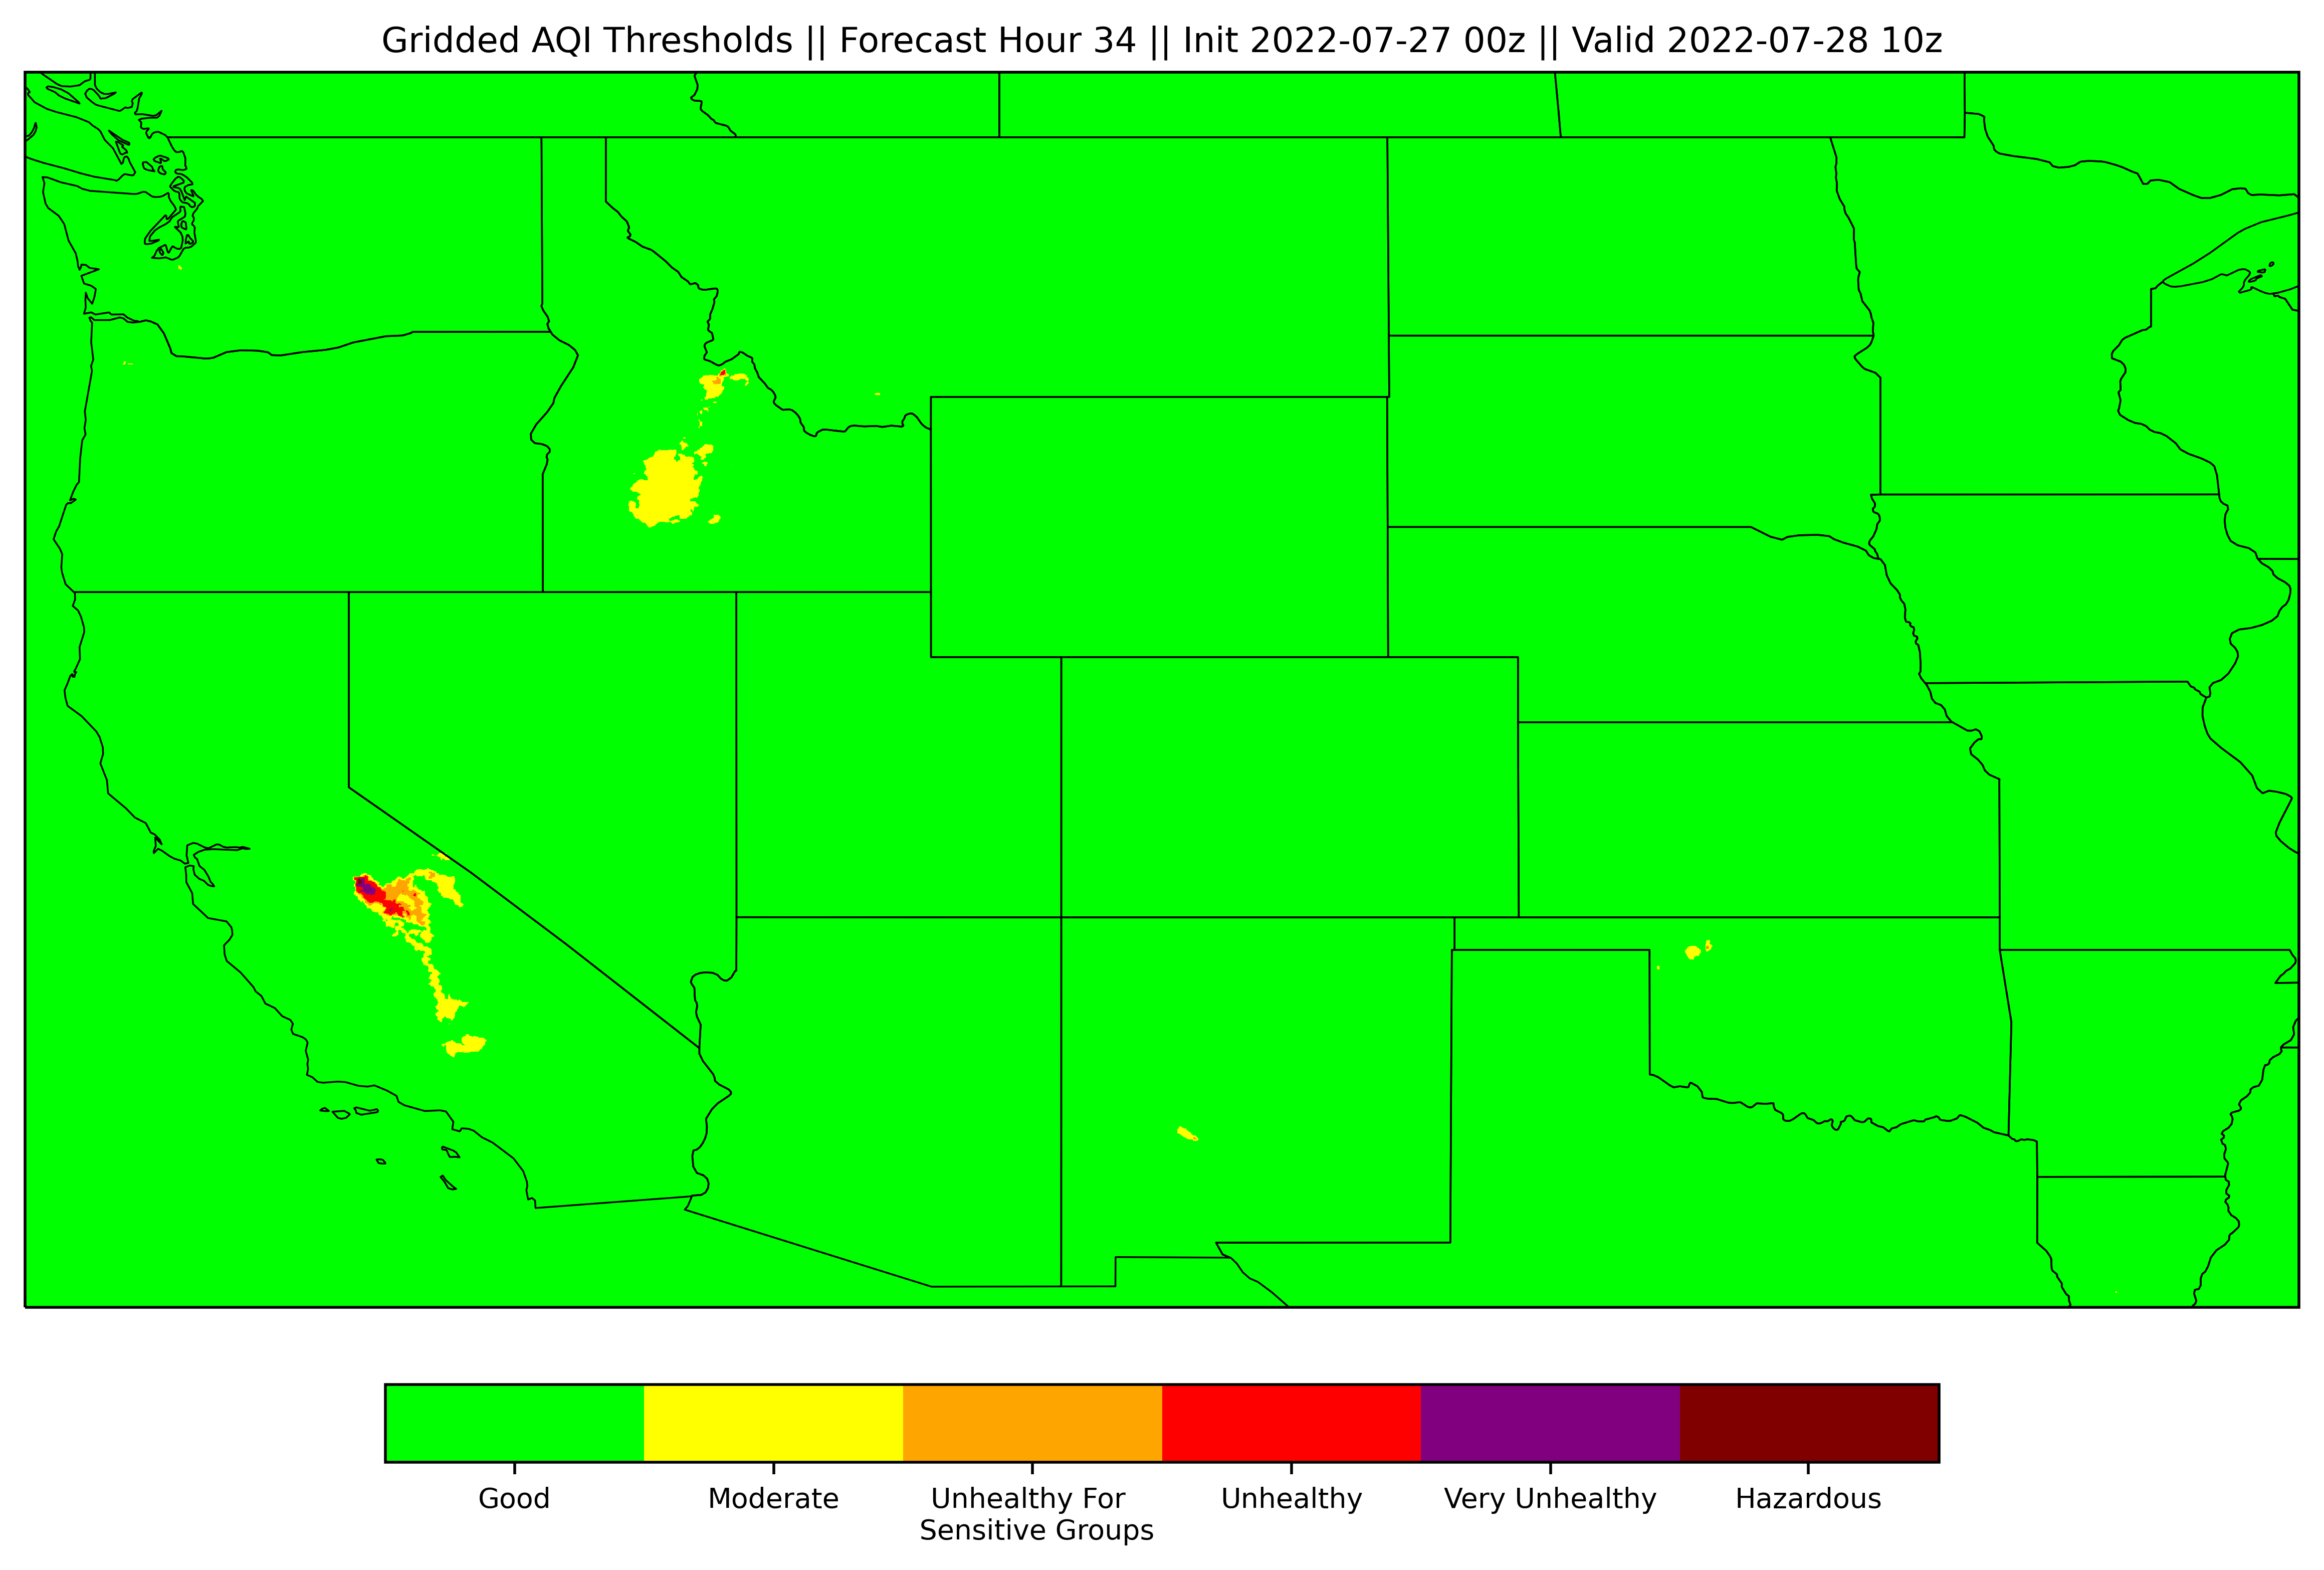 Gridded AQI Thresholds || Forecast Hour 34 || Init 2022-07-27 00z || Valid 2022-07-28 10z
Good
Moderate
Unhealthy For
Sensitive Groups
Unhealthy
Very Unhealthy
Hazardous